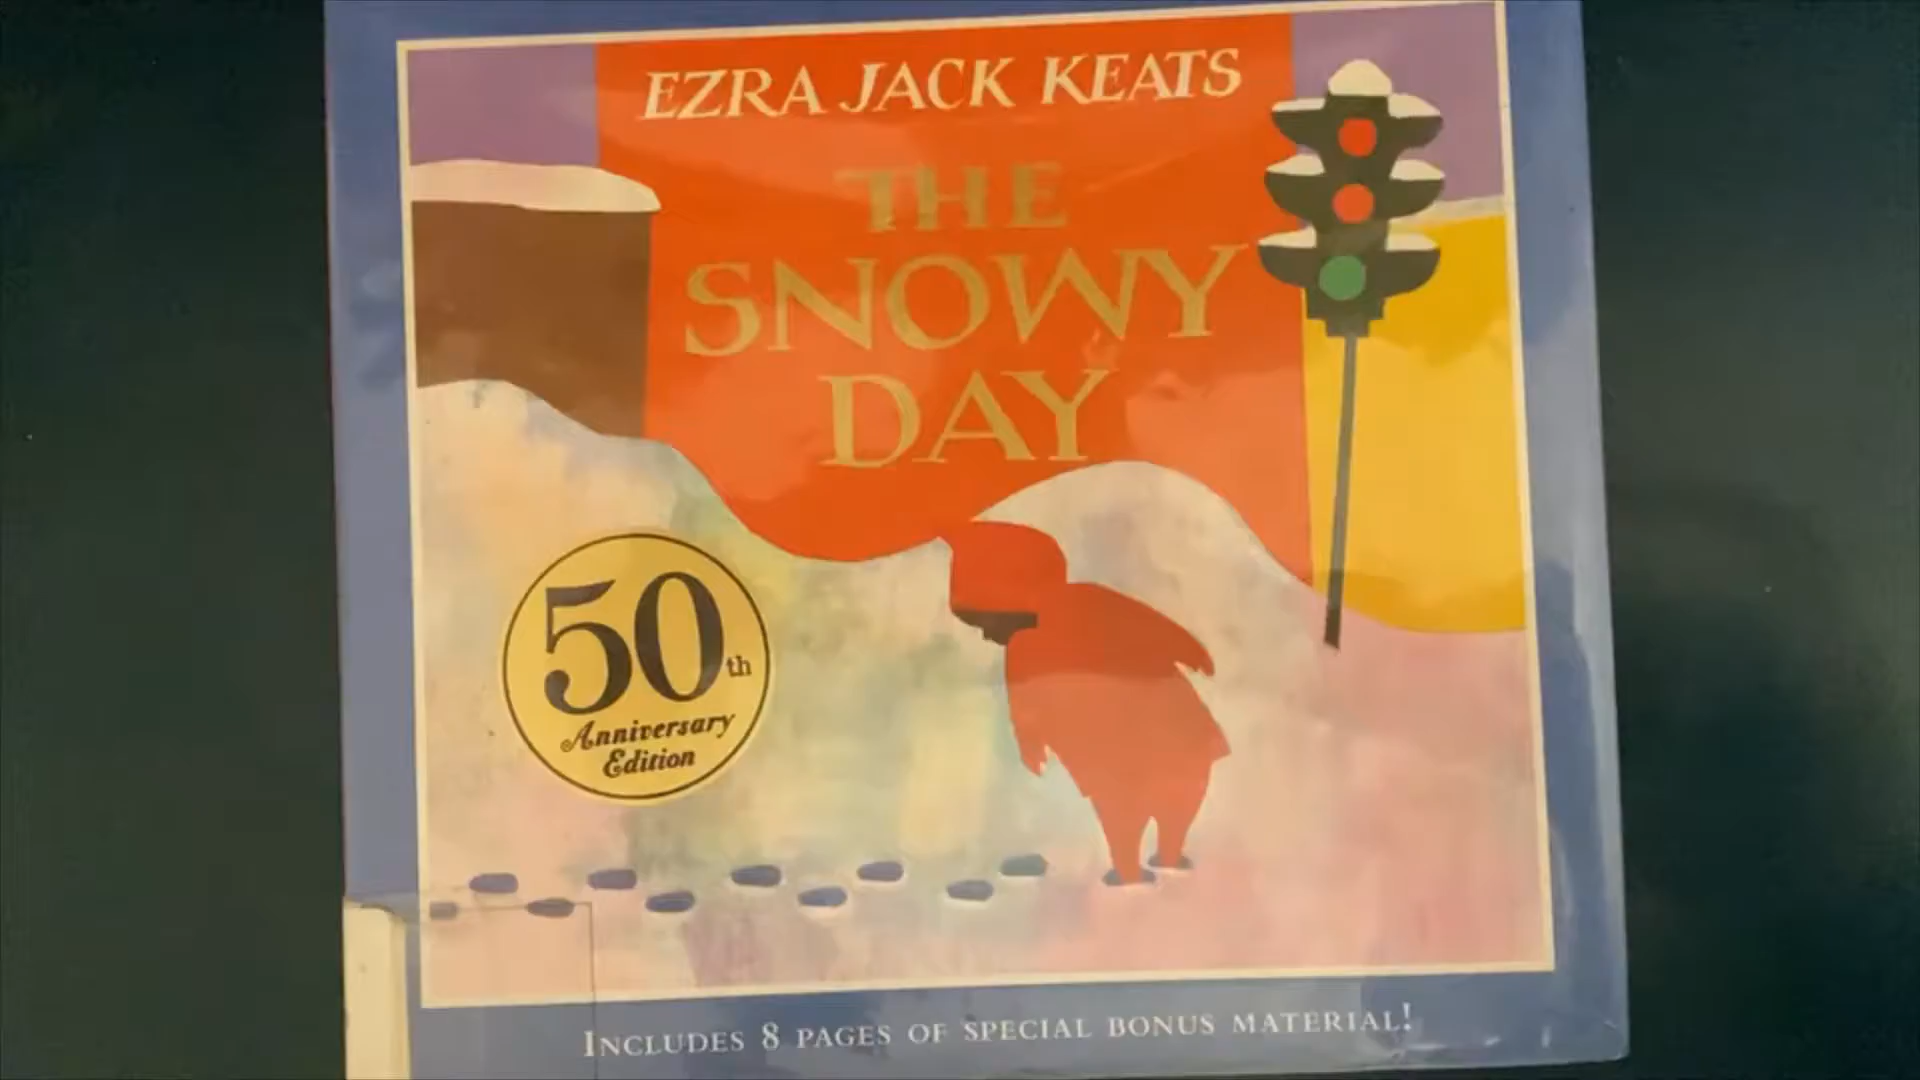 EZRA JACK KEATS
THE
SNOWY
DAY
50th
Anniversary
Edition
INCLUDES 8 PAGES OF SPECIAL BONUS MATERIAL!